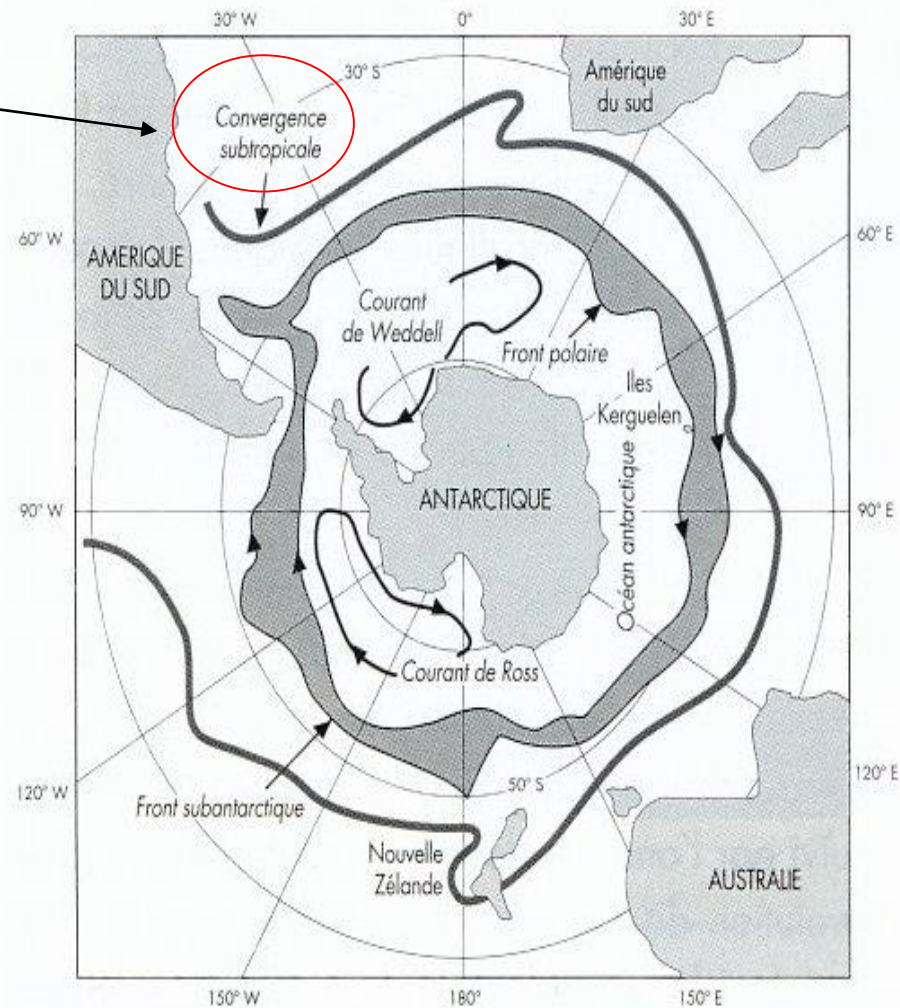 30° W
0°
30° E
30° S
Amérique
du sud
Convergence
subtropicale
60° W
60° E
AMERIQUE
DU SUD
Courant
de Weddell
Front polaire
Iles
Kerguelen
ANTARCTIQUE
Océan antarctique
90° W
90° E
Courant de Ross
120° W
120° E
50° S
Front subantarctique
Nouvelle
Zélande
AUSTRALIE
150° W
180°
150° E